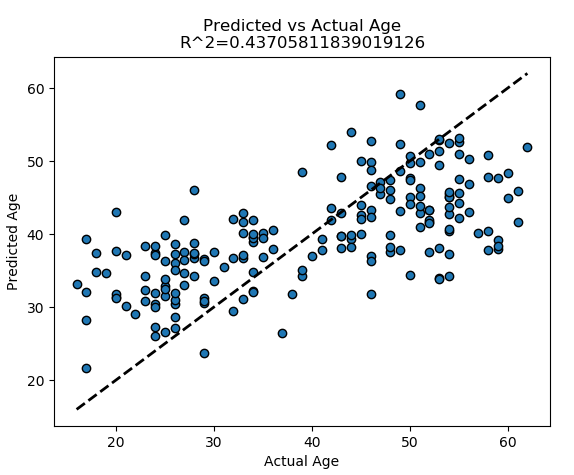 Predicted vs Actual Age
R^2=0.43705811839019126
60
50
40
30
20
Predicted Age
20 30 40 50 60
Actual Age